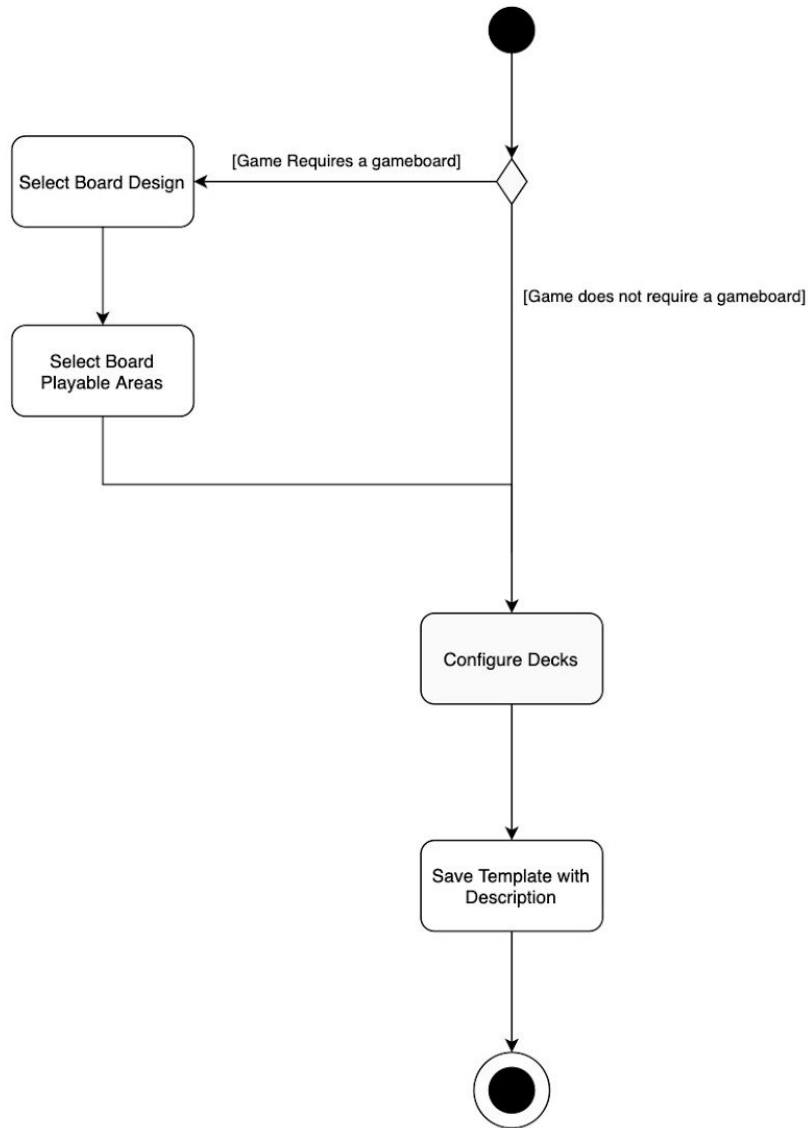 [Game Requires a gameboard]
Select Board Design
[Game does not require a gameboard]
Select Board
Playable Areas
Configure Decks
Save Template with
Description